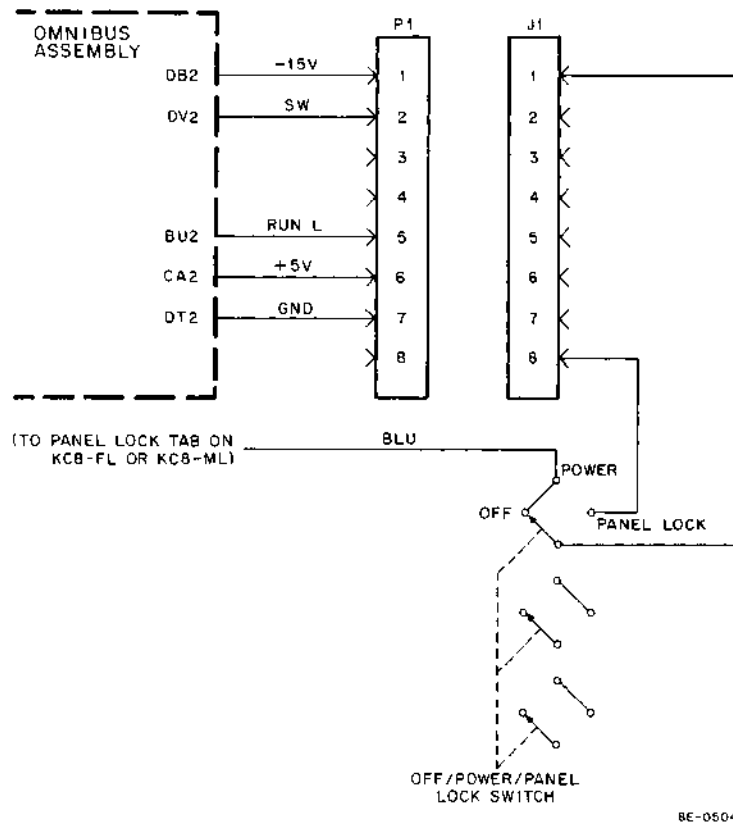 OMNIBUS
ASSEMBLY
P1
J1
DB2
-15V
1
1
DV2
SW
2
2
3
3
4
4
BU2
RUN L
5
5
CA2
+5V
6
6
DT2
GND
7
7
8
8
(TO PANEL LOCK TAB ON
KC8-FL OR KC8-ML)
BLU
POWER
OFF
PANEL LOCK
OFF/POWER/PANEL
LOCK SWITCH
8E-0504